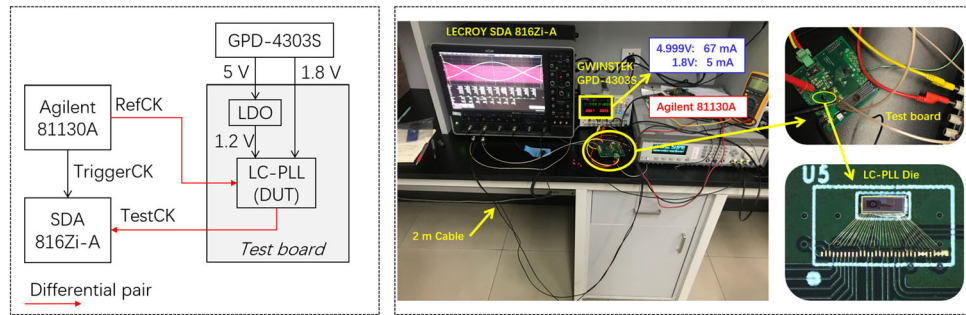 GPD-4303S
5 V
1.8 V
Agilent
81130A
RefCK
LDO
1.2 V
TriggerCK
LC-PLL
(DUT)
SDA
816Zi-A
TestCK
Test board
Differential pair
LECROY SDA 816Zi-A
GWINSTEK
GPD-4303S
4.999V: 67 mA
1.8V: 5 mA
Agilent 81130A
2 m Cable
Test board
LC-PLL Die
U5